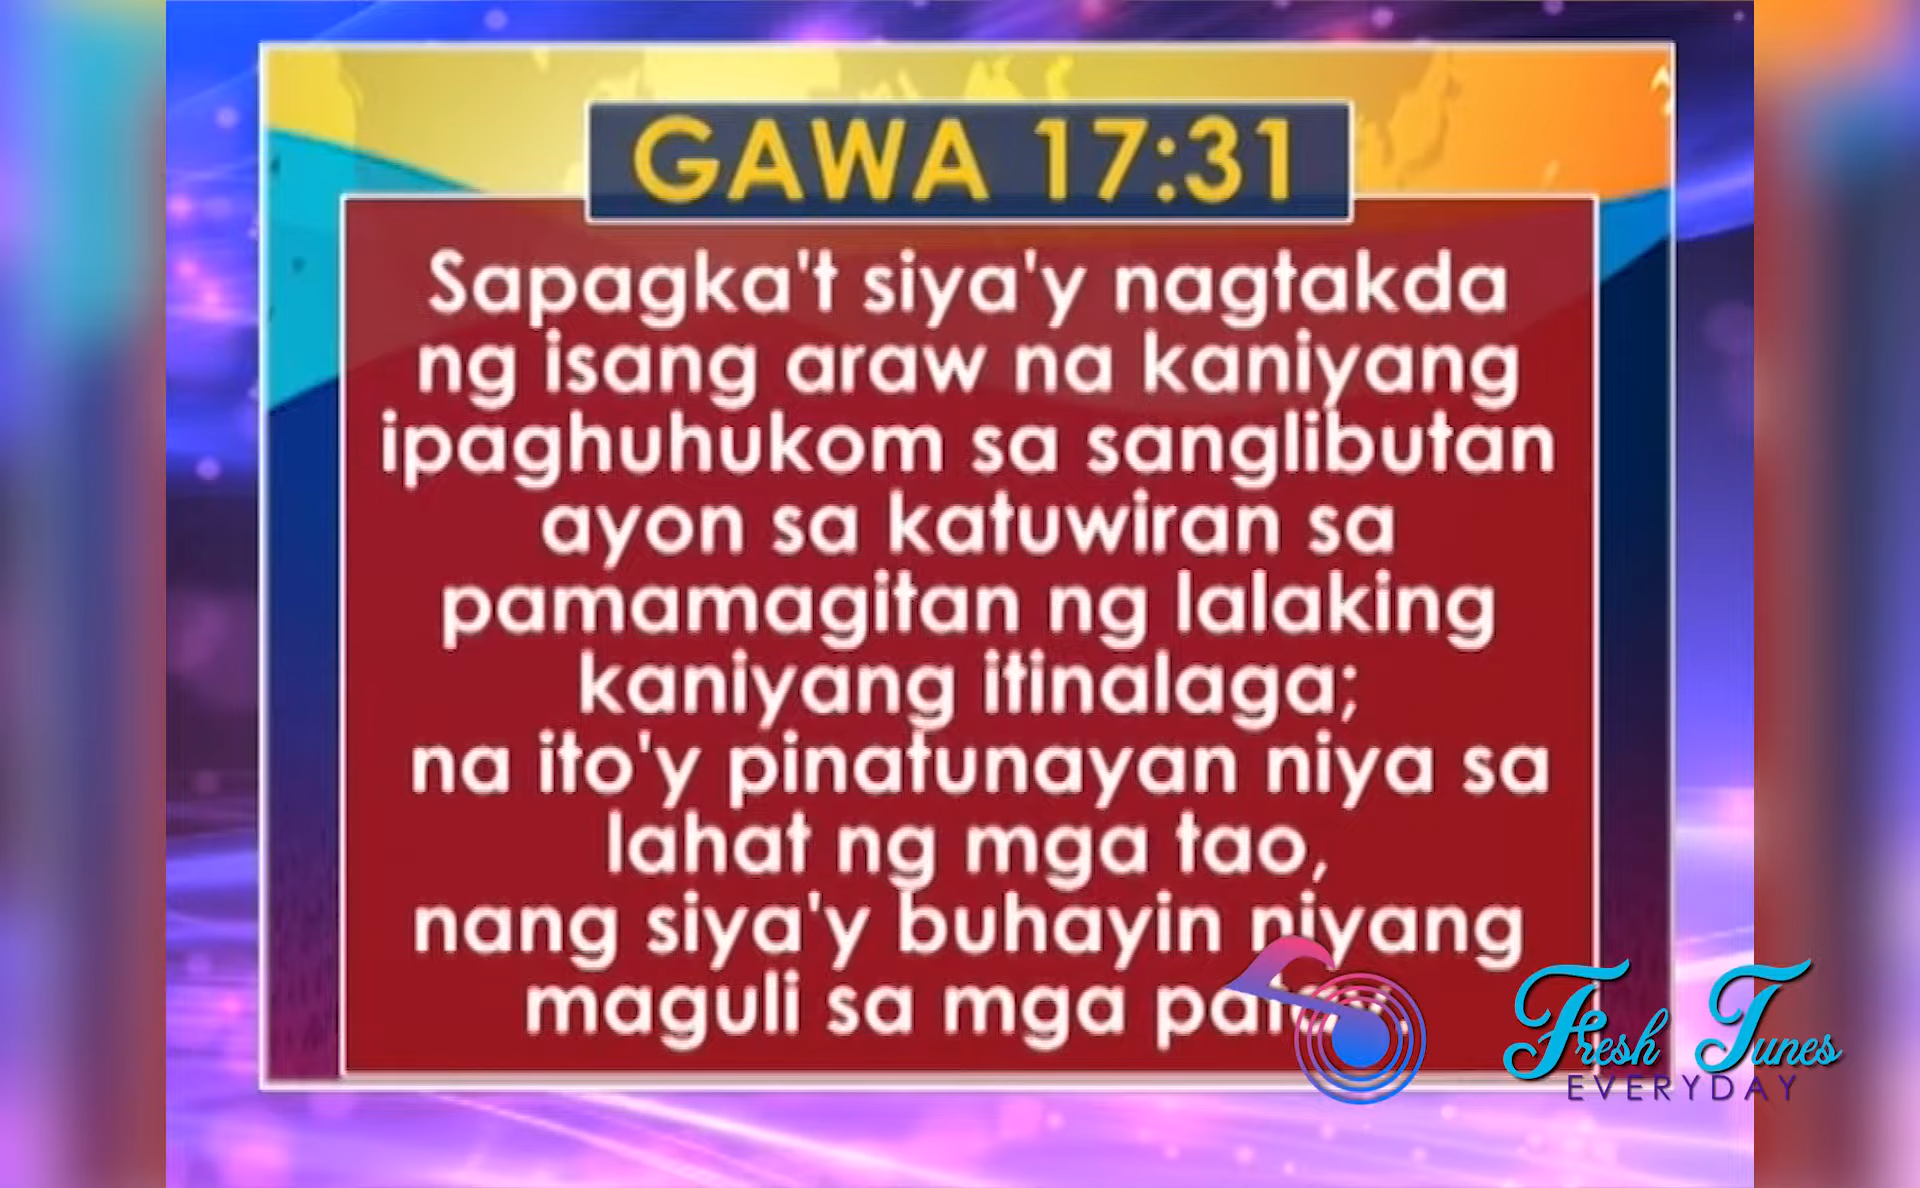 GAWA 17:31
Sapagka't siya'y nagtakda
ng isang araw na kaniyang
ipaghuhukom sa sanglibutan
ayon sa katuwiran sa
pamamagitan ng lalaking
kaniyang itinalaga;
na ito'y pinatunayan niya sa
lahat ng mga tao,
nang siya'y buhayin niyang
maguli sa mga
Fresh Tunes
EVERYDAY